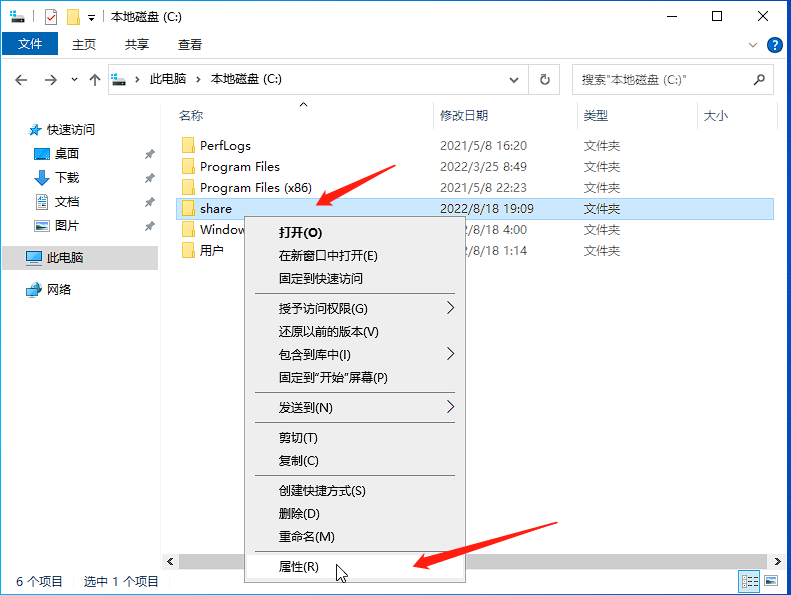 本地磁盘 (C:)
文件 主页 共享 查看
此电脑 本地磁盘 (C:) 搜索"本地磁盘 (C:)"
名称 修改日期 类型 大小
快速访问
桌面
下载
文档
图片
此电脑
网络
PerfLogs 2021/5/8 16:20 文件夹
Program Files 2022/3/25 8:49 文件夹
Program Files (x86) 2021/5/8 22:23 文件夹
share 2022/8/18 19:09 文件夹
Window /8/18 4:00 文件夹
用户 /8/18 1:14 文件夹
打开(O)
在新窗口中打开(E)
固定到快速访问
授予访问权限(G)
还原以前的版本(V)
包含到库中(I)
固定到"开始"屏幕(P)
发送到(N)
剪切(T)
复制(C)
创建快捷方式(S)
删除(D)
重命名(M)
属性(R)
6 个项目 选中 1 个项目